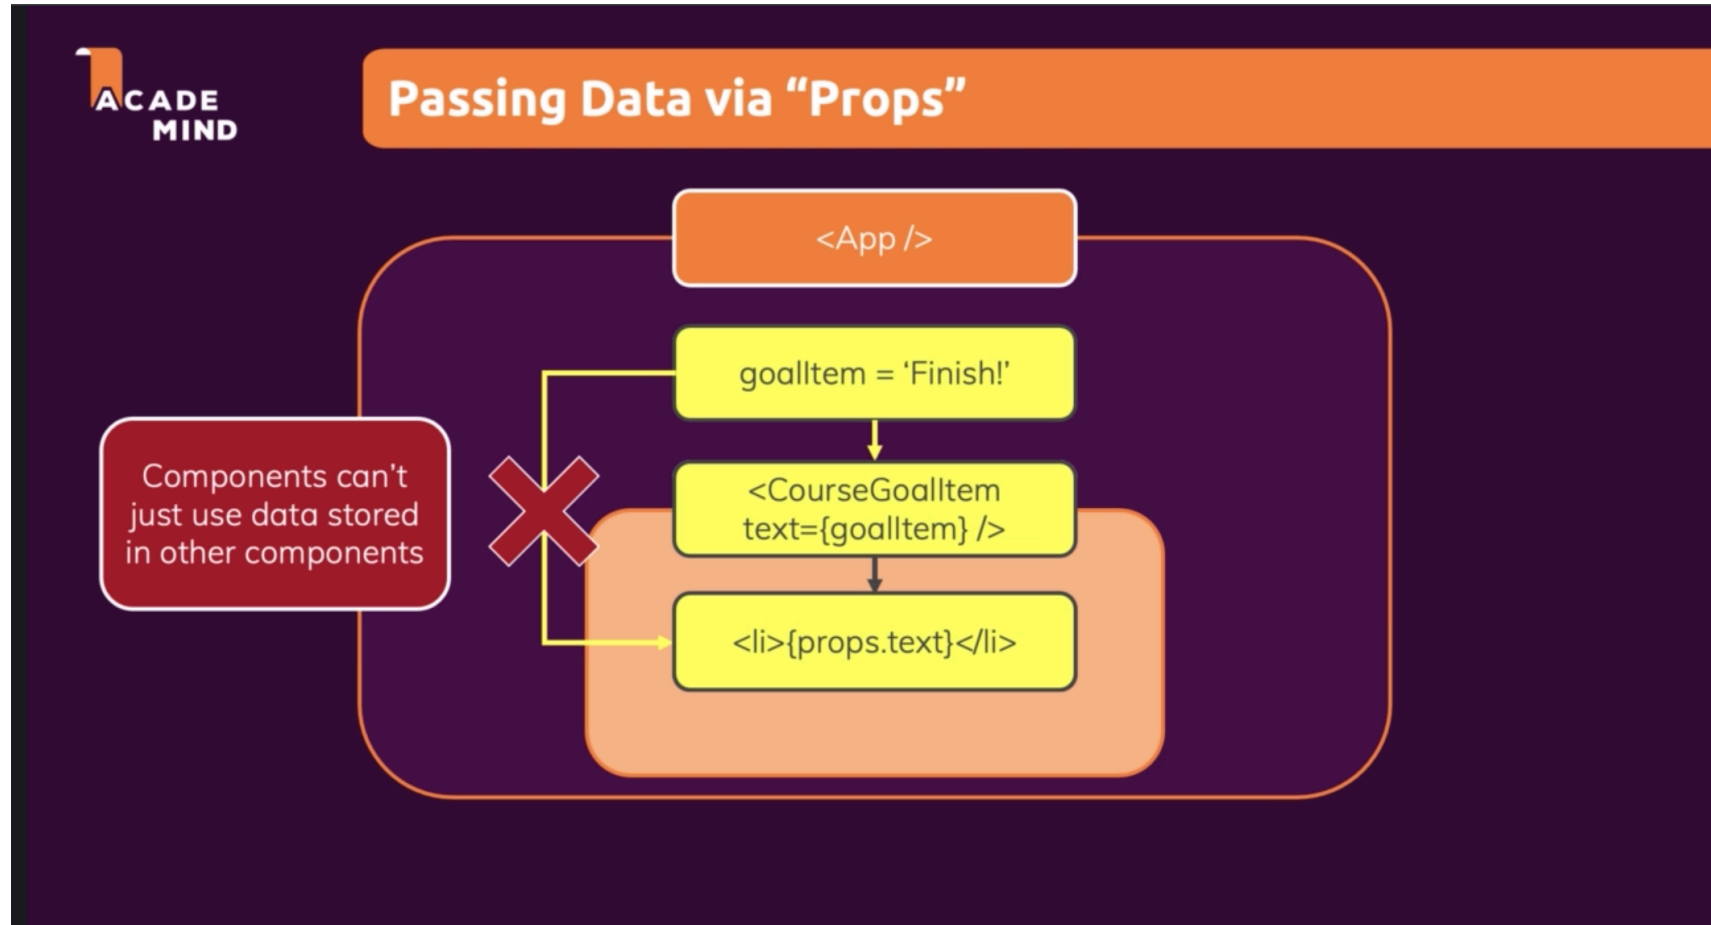 ACADE
MIND
Passing Data via “Props”
<App />
goalItem = ‘Finish!’
Components can’t
just use data stored
in other components
<CourseGoalItem
text={goalItem} />
<li>{props.text}</li>